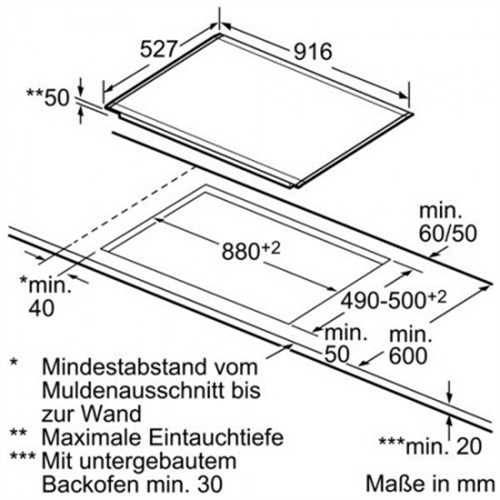 527
916
**50
min.
60/50
880+2
*min.
40
490-500+2
min.
50
min.
600
* Mindestabstand vom
Muldenausschnitt bis
zur Wand
** Maximale Eintauchtiefe
*** Mit untergebautem
Backofen min. 30
***min. 20
Maße in mm